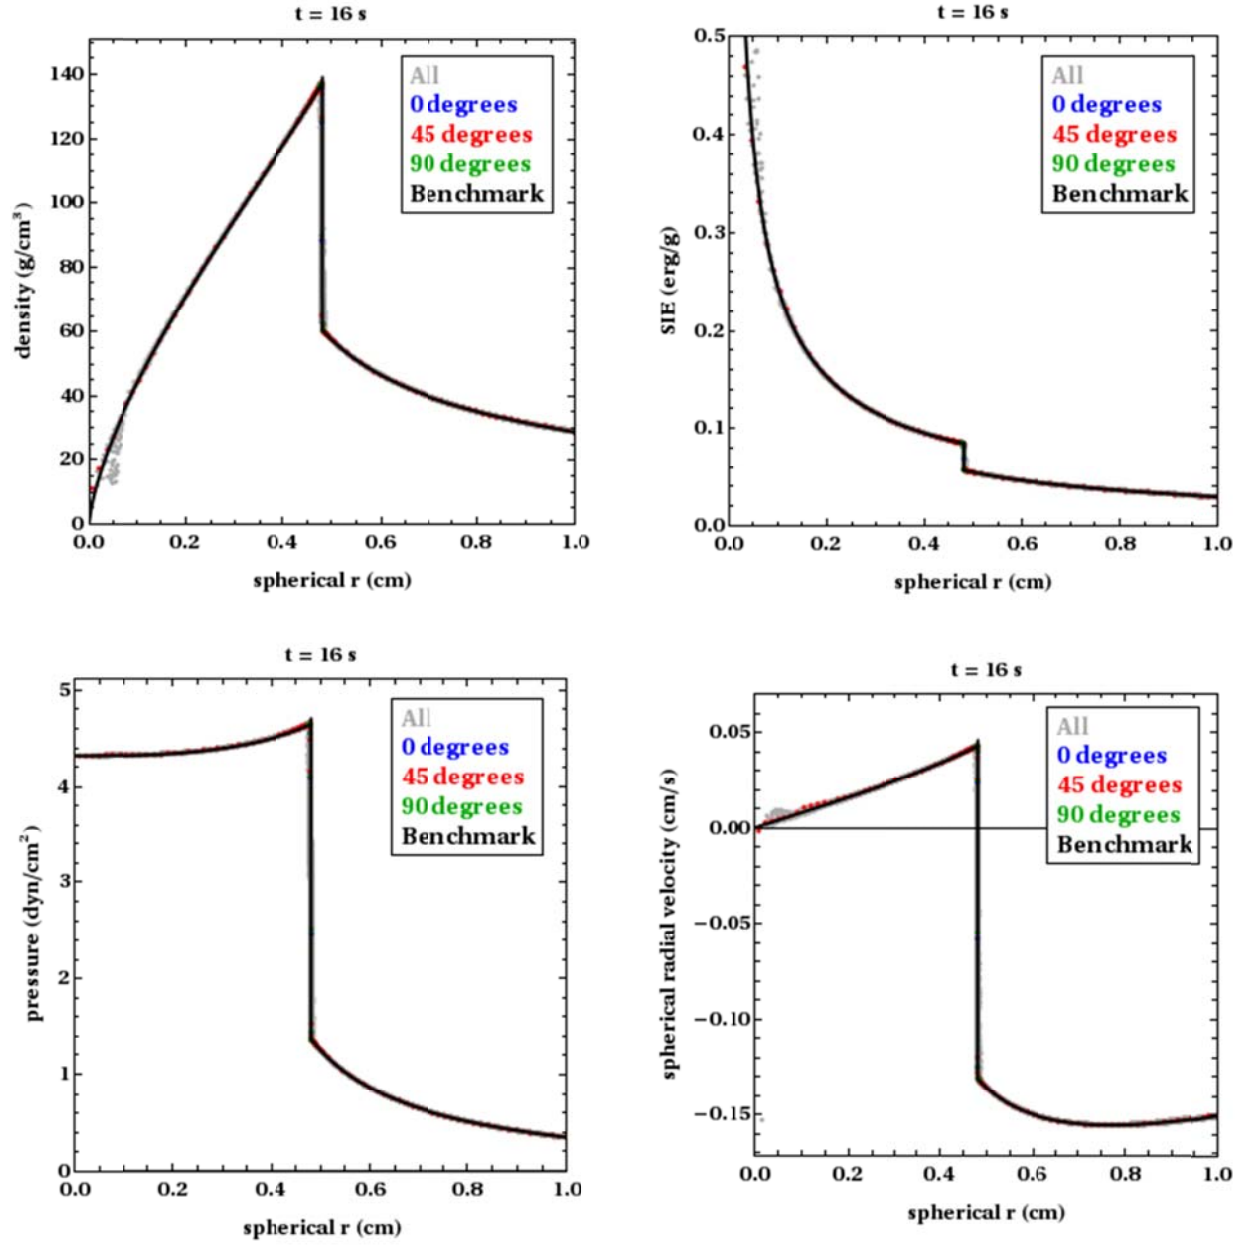 t = 16 s
density (g/cm³)
140
120
100
80
60
40
20
0
All
0 degrees
45 degrees
90 degrees
Benchmark
0.0 0.2 0.4 0.6 0.8 1.0
spherical r (cm)
t = 16 s
SIE (erg/g)
0.5
0.4
0.3
0.2
0.1
0.0
All
0 degrees
45 degrees
90 degrees
Benchmark
0.0 0.2 0.4 0.6 0.8 1.0
spherical r (cm)
t = 16 s
pressure (dyn/cm²)
5
4
3
2
1
0
All
0 degrees
45 degrees
90 degrees
Benchmark
0.0 0.2 0.4 0.6 0.8 1.0
spherical r (cm)
t = 16 s
spherical radial velocity (cm/s)
0.05
0.00
−0.05
−0.10
−0.15
All
0 degrees
45 degrees
90 degrees
Benchmark
0.0 0.2 0.4 0.6 0.8 1.0
spherical r (cm)